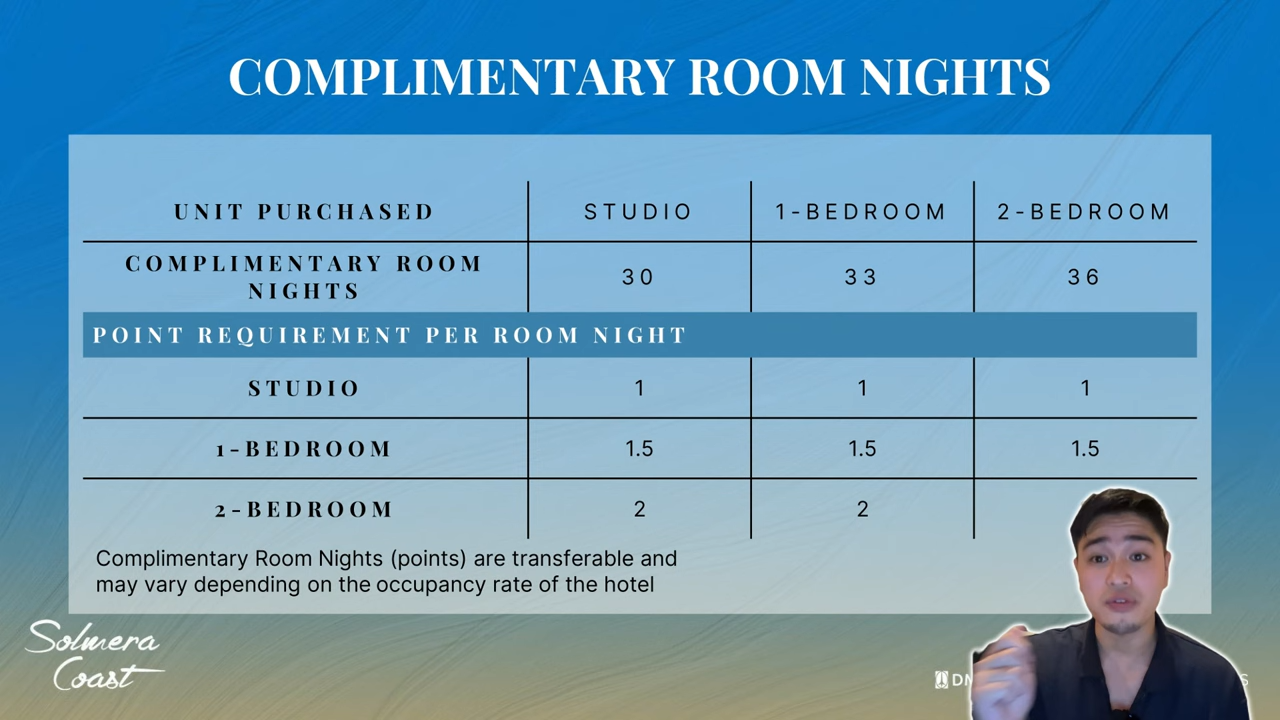 COMPLIMENTARY ROOM NIGHTS
UNIT PURCHASED STUDIO 1-BEDROOM 2-BEDROOM
COMPLIMENTARY ROOM NIGHTS 30 33 36
POINT REQUIREMENT PER ROOM NIGHT
STUDIO 1 1 1
1-BEDROOM 1.5 1.5 1.5
2-BEDROOM 2 2
Complimentary Room Nights (points) are transferable and
may vary depending on the occupancy rate of the hotel
Solmera
Coast